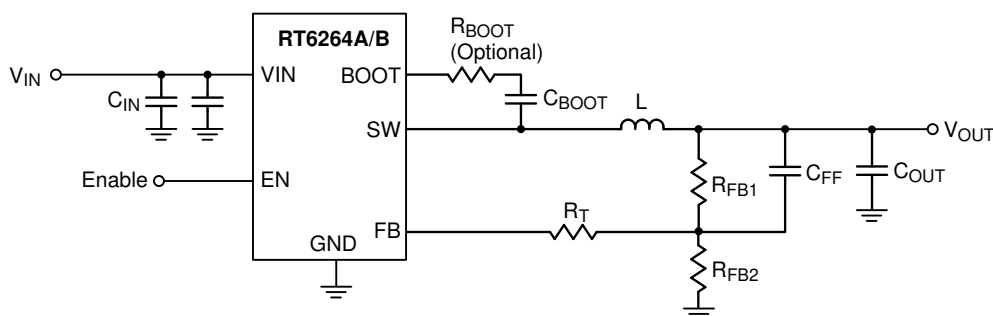 RT6264A/B
R_BOOT
(Optional)
V_IN
VIN
BOOT
C_IN
C_BOOT
L
SW
V_OUT
Enable
EN
R_FB1
C_FF
C_OUT
R_T
FB
GND
R_FB2